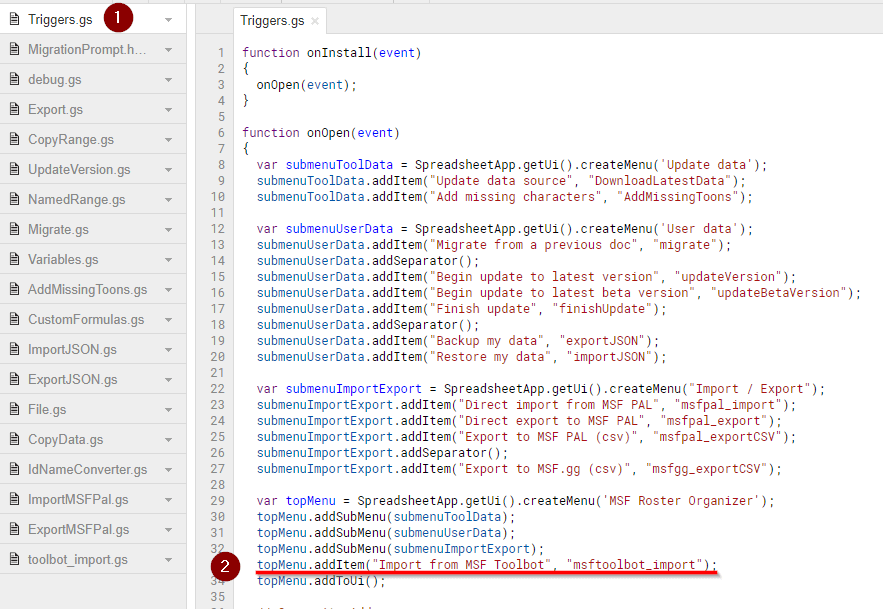 Triggers.gs
1
MigrationPrompt.h...
debug.gs
Export.gs
CopyRange.gs
UpdateVersion.gs
NamedRange.gs
Migrate.gs
Variables.gs
AddMissingToons.gs
CustomFormulas.gs
ImportJSON.gs
ExportJSON.gs
File.gs
CopyData.gs
IdNameConverter.gs
ImportMSFPal.gs
ExportMSFPal.gs
toolbot_import.gs
Triggers.gs ×
1 function onInstall(event)
2 {
3 onOpen(event);
4 }
5
6 function onOpen(event)
7 {
8 var submenuToolData = SpreadsheetApp.getUi().createMenu('Update data');
9 submenuToolData.addItem("Update data source", "DownloadLatestData");
10 submenuToolData.addItem("Add missing characters", "AddMissingToons");
11
12 var submenuUserData = SpreadsheetApp.getUi().createMenu('User data');
13 submenuUserData.addItem("Migrate from a previous doc", "migrate");
14 submenuUserData.addSeparator();
15 submenuUserData.addItem("Begin update to latest version", "updateVersion");
16 submenuUserData.addItem("Begin update to latest beta version", "updateBetaVersion");
17 submenuUserData.addItem("Finish update", "finishUpdate");
18 submenuUserData.addSeparator();
19 submenuUserData.addItem("Backup my data", "exportJSON");
20 submenuUserData.addItem("Restore my data", "importJSON");
21
22 var submenuImportExport = SpreadsheetApp.getUi().createMenu("Import / Export");
23 submenuImportExport.addItem("Direct import from MSF PAL", "msfpal_import");
24 submenuImportExport.addItem("Direct export to MSF PAL", "msfpal_export");
25 submenuImportExport.addItem("Export to MSF PAL (csv)", "msfpal_exportCSV");
26 submenuImportExport.addSeparator();
27 submenuImportExport.addItem("Export to MSF.gg (csv)", "msfgg_exportCSV");
28
29 var topMenu = SpreadsheetApp.getUi().createMenu('MSF Roster Organizer');
30 topMenu.addSubMenu(submenuToolData);
31 topMenu.addSubMenu(submenuUserData);
32 topMenu.addSubMenu(submenuImportExport);
2 topMenu.addItem("Import from MSF Toolbot", "msftoolbot_import");
34 topMenu.addToUi();
35